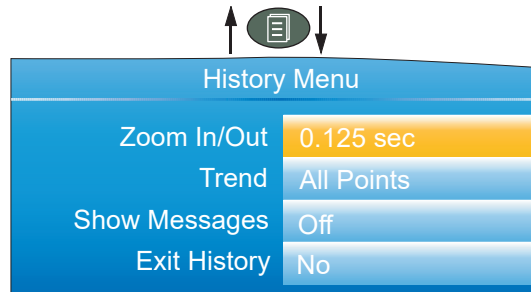 History Menu
Zoom In/Out 0.125 sec
Trend All Points
Show Messages Off
Exit History No